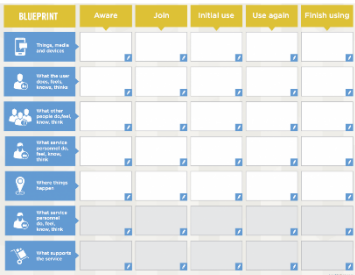 BLUEPRINT
Aware
Join
Initial use
Use again
Finish using
Things, media
and devices
What the user
does, feels,
knows, thinks
What other
people do,feel,
know, think
What service
personnel do,
feel, know,
think
Where things
happen
What service
personnel
do, feel,
know, think
What supports
the service